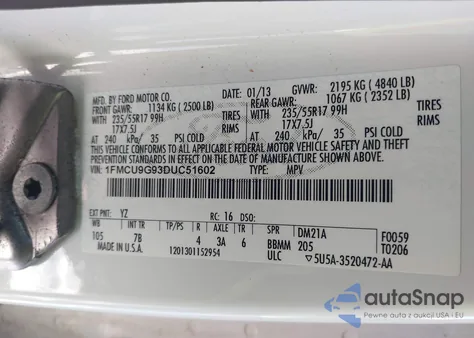 MFD. BY FORD MOTOR CO.
01/13 GVWR: 2195 KG ( 4840 LB)
FRONT GAWR: 1134 KG ( 2500 LB) REAR GAWR: 1067 KG ( 2352 LB)
WITH 235/55R17 99H TIRES WITH 235/55R17 99H TIRES
17X7.5J RIMS 17X7.5J RIMS
AT 240 kPa/ 35 PSI COLD AT 240 kPa/ 35 PSI COLD
THIS VEHICLE CONFORMS TO ALL APPLICABLE FEDERAL MOTOR VEHICLE SAFETY, BUMPER, AND THEFT PREVENTION STANDARDS IN EFFECT ON THE DATE OF MANUFACTURE SHOWN ABOVE.
VIN: 1FMCU9G93DUC51602 TYPE: MPV
EXT PNT: YZ RC: 16 DSO:
WB INT TR TP/PS R AXLE TR SPR DM21A F0059
105 7B 4 3A 6 BBMM 205 T0206
MADE IN U.S.A. 1201301152954 ULC 5U5A-3520472-AA
autoSnap
Pewne auta z aukcji USA i EU